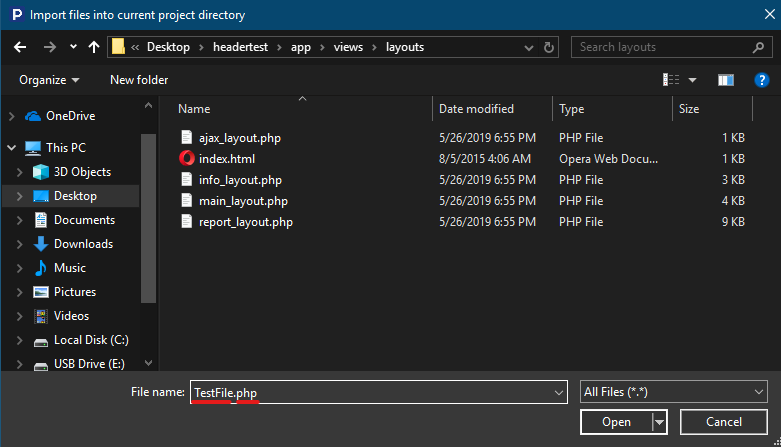 Import files into current project directory
« Desktop › headertest › app › views › layouts
Search layouts
Organize
New folder
Name Date modified Type Size
OneDrive
This PC
3D Objects
Desktop
Documents
Downloads
Music
Pictures
Videos
Local Disk (C:)
USB Drive (E:)
ajax_layout.php 5/26/2019 6:55 PM PHP File 1 KB
index.html 8/5/2015 4:06 AM Opera Web Docu... 1 KB
info_layout.php 5/26/2019 6:55 PM PHP File 3 KB
main_layout.php 5/26/2019 6:55 PM PHP File 4 KB
report_layout.php 5/26/2019 6:55 PM PHP File 9 KB
File name: TestFile.php
All Files (*.*)
Open
Cancel